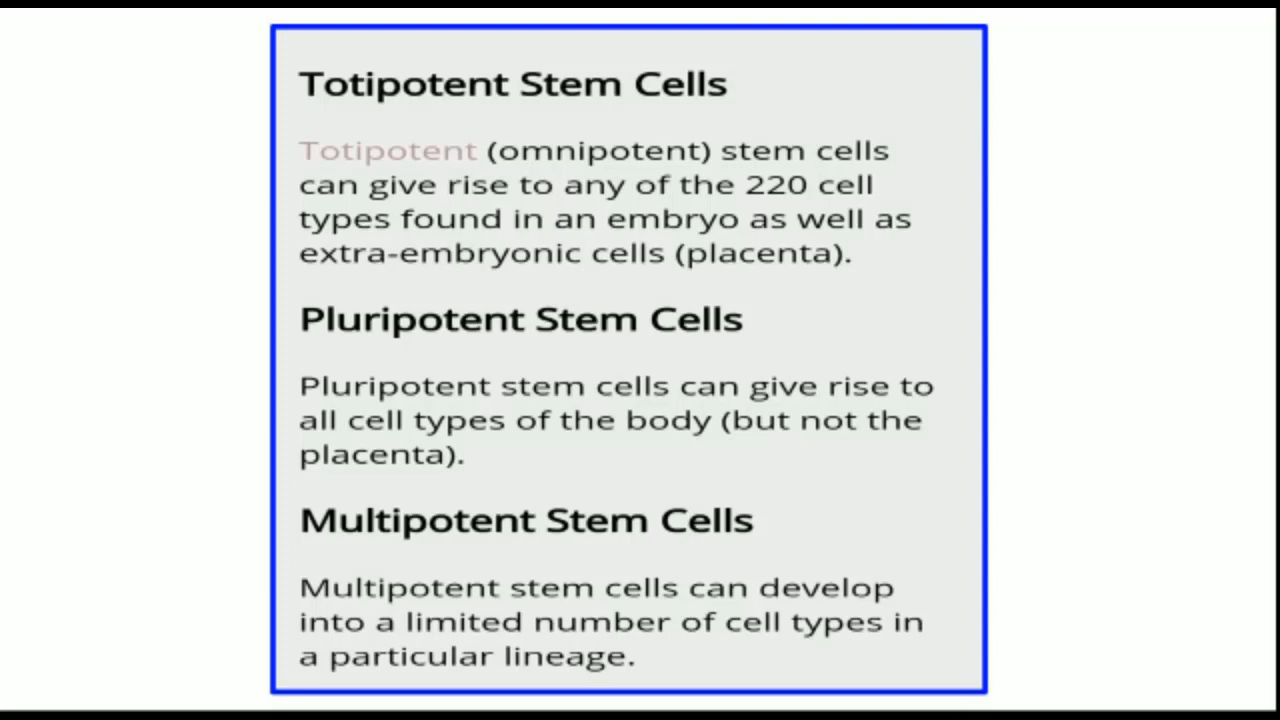 Totipotent Stem Cells
Totipotent (omnipotent) stem cells
can give rise to any of the 220 cell
types found in an embryo as well as
extra-embryonic cells (placenta).
Pluripotent Stem Cells
Pluripotent stem cells can give rise to
all cell types of the body (but not the
placenta).
Multipotent Stem Cells
Multipotent stem cells can develop
into a limited number of cell types in
a particular lineage.